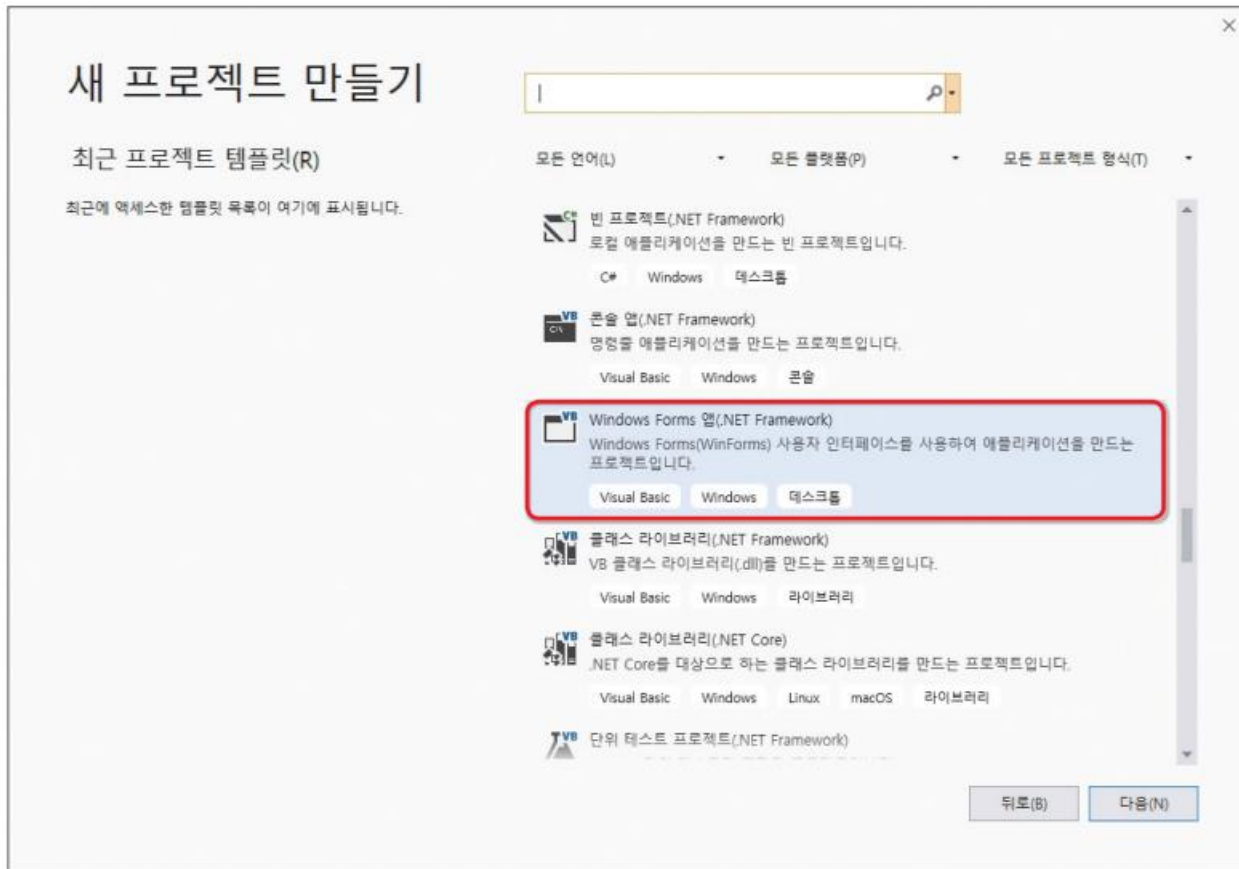 새 프로젝트 만들기
최근 프로젝트 템플릿(R)
최근에 액세스한 템플릿 목록이 여기에 표시됩니다.
모든 언어(L) 모든 플랫폼(P) 모든 프로젝트 형식(T)
C#
빈 프로젝트(.NET Framework)
로컬 애플리케이션을 만드는 빈 프로젝트입니다.
C# Windows 데스크톱
VB
콘솔 앱(.NET Framework)
명령줄 애플리케이션을 만드는 프로젝트입니다.
Visual Basic Windows 콘솔
VB
Windows Forms 앱(.NET Framework)
Windows Forms(WinForms) 사용자 인터페이스를 사용하여 애플리케이션을 만드는
프로젝트입니다.
Visual Basic Windows 데스크톱
VB
클래스 라이브러리(.NET Framework)
VB 클래스 라이브러리(.dll)를 만드는 프로젝트입니다.
Visual Basic Windows 라이브러리
VB
클래스 라이브러리(.NET Core)
.NET Core를 대상으로 하는 클래스 라이브러리를 만드는 프로젝트입니다.
Visual Basic Windows Linux macOS 라이브러리
VB
단위 테스트 프로젝트(.NET Framework)
뒤로(B) 다음(N)